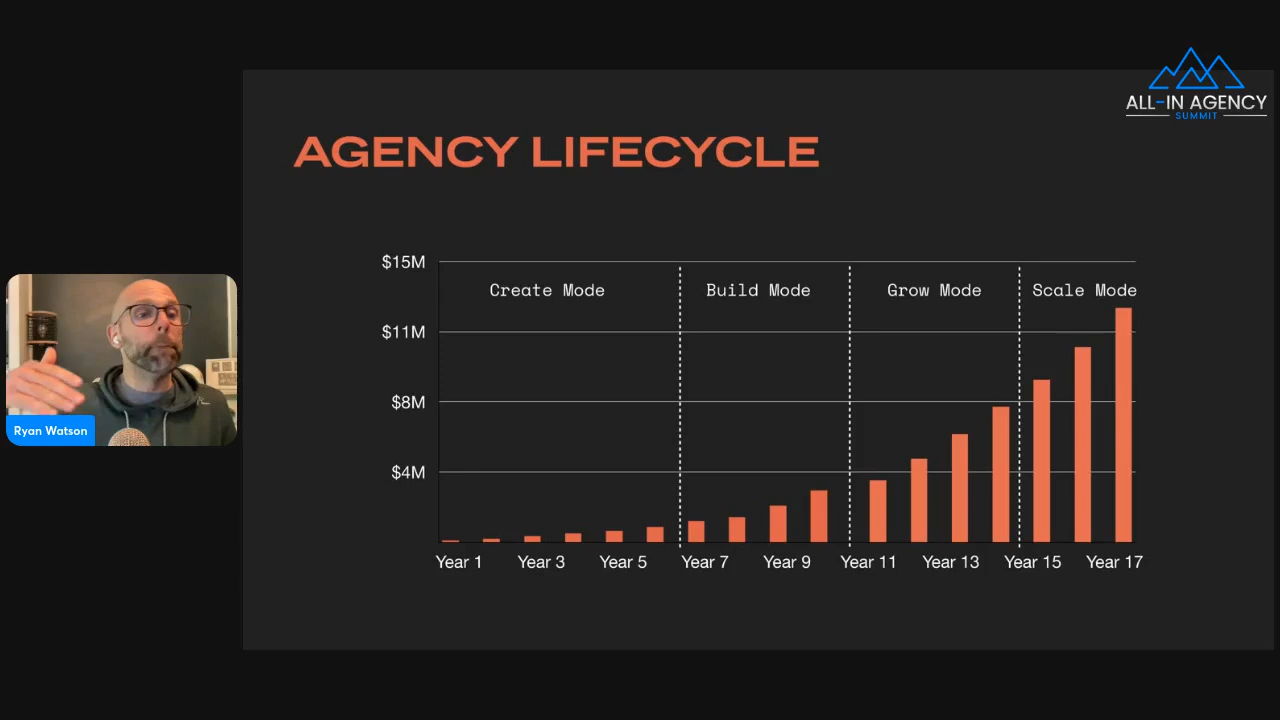 ALL-IN AGENCY
SUMMIT
AGENCY LIFECYCLE
$15M
Create Mode
Build Mode
Grow Mode
Scale Mode
$11M
$8M
$4M
Year 1
Year 3
Year 5
Year 7
Year 9
Year 11
Year 13
Year 15
Year 17
Ryan Watson